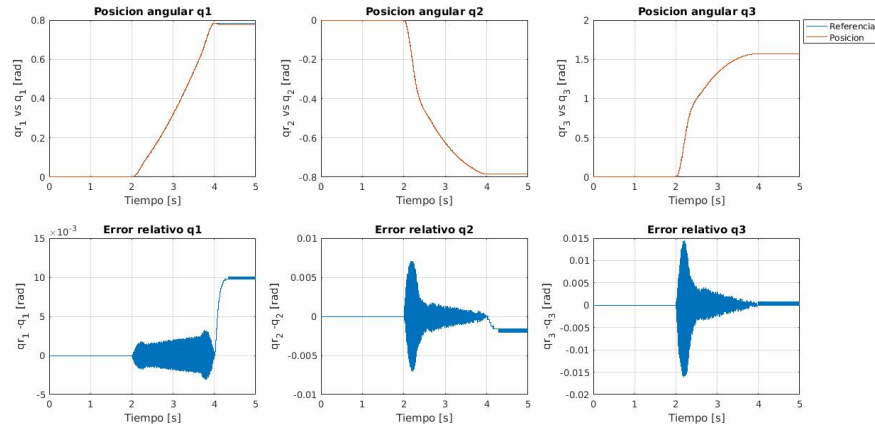 Posicion angular q1
Posicion angular q2
Posicion angular q3
Referencia
Posicion
qr₁ vs q₁ [rad]
0.8
0.6
0.4
0.2
0
0 1 2 3 4 5
Tiempo [s]
qr₂ vs q₂ [rad]
0
-0.2
-0.4
-0.6
-0.8
0 1 2 3 4 5
Tiempo [s]
qr₃ vs q₃ [rad]
3
2
1.5
1
0
0 1 2 3 4 5
Tiempo [s]
Error relativo q1
Error relativo q2
Error relativo q3
× 10⁻³
qr₁ -q₁ [rad]
15
10
5
0
-5
0 1 2 3 4 5
Tiempo [s]
qr₂ -q₂ [rad]
0.01
0.005
0
-0.005
-0.01
0 1 2 3 4 5
Tiempo [s]
qr₃ -q₃ [rad]
0.015
0.01
0.005
0
-0.005
-0.01
-0.015
-0.02
0 1 2 3 4 5
Tiempo [s]